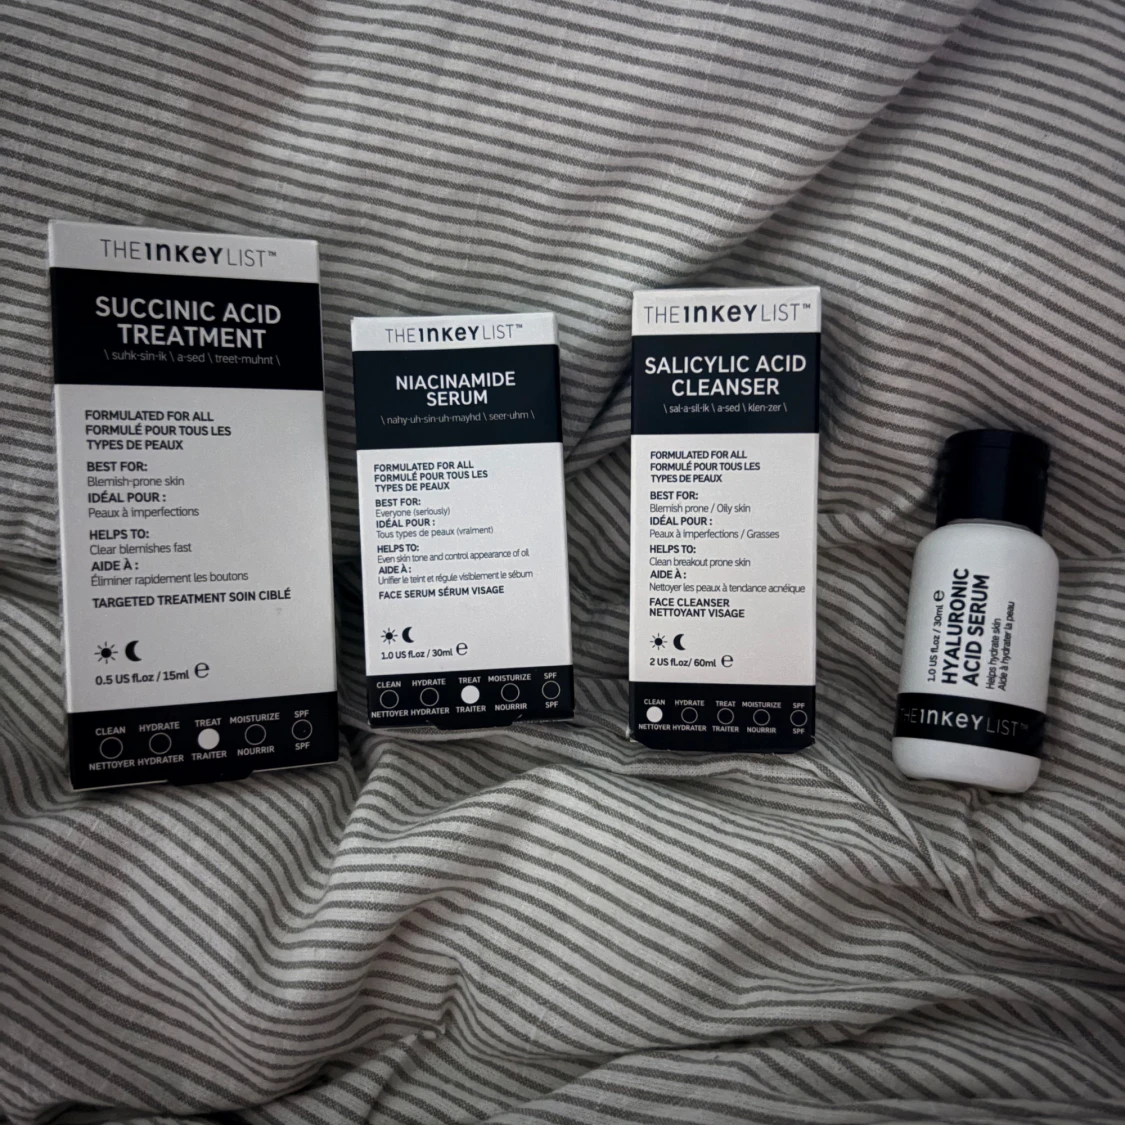 THE INKEY LIST™
SUCCINIC ACID
TREATMENT
\ suhk-sin-ik \ a-sed \ treet-muhnt \
FORMULATED FOR ALL
FORMULÉ POUR TOUS LES
TYPES DE PEAUX
BEST FOR:
Blemish-prone skin
IDÉAL POUR :
Peaux à imperfections
HELPS TO:
Clear blemishes fast
AIDE À :
Éliminer rapidement les boutons
TARGETED TREATMENT SOIN CIBLÉ
0.5 US fl.oz / 15ml ℮
CLEAN HYDRATE TREAT MOISTURIZE SPF
NETTOYER HYDRATER TRAITER NOURRIR SPF
THE INKEY LIST™
NIACINAMIDE
SERUM
\ nahy-uh-sin-uh-mayhd \ seer-uhm \
FORMULATED FOR ALL
FORMULÉ POUR TOUS LES
TYPES DE PEAUX
BEST FOR:
Everyone (seriously)
IDÉAL POUR :
Tous types de peaux (vraiment)
HELPS TO:
Even skin tone and control appearance of oil
AIDE À :
Unifier le teint et régule visiblement le sébum
FACE SERUM SÉRUM VISAGE
1.0 US fl.oz / 30ml ℮
CLEAN HYDRATE TREAT MOISTURIZE SPF
NETTOYER HYDRATER TRAITER NOURRIR SPF
THE INKEY LIST™
SALICYLIC ACID
CLEANSER
\ sal-a-sil-ik \ a-sed \ klen-zer \
FORMULATED FOR ALL
FORMULÉ POUR TOUS LES
TYPES DE PEAUX
BEST FOR:
Blemish prone / Oily skin
IDÉAL POUR :
Peaux à imperfections / Grasses
HELPS TO:
Clean breakout prone skin
AIDE À :
Nettoyer les peaux à tendance acnéique
FACE CLEANSER
NETTOYANT VISAGE
2 US fl.oz/ 60ml ℮
CLEAN HYDRATE TREAT MOISTURIZE SPF
NETTOYER HYDRATER TRAITER NOURRIR SPF
1.0 US fl.oz / 30ml ℮
HYALURONIC
ACID SERUM
Helps hydrate skin
Aide à hydrater la peau
THE INKEY LIST™